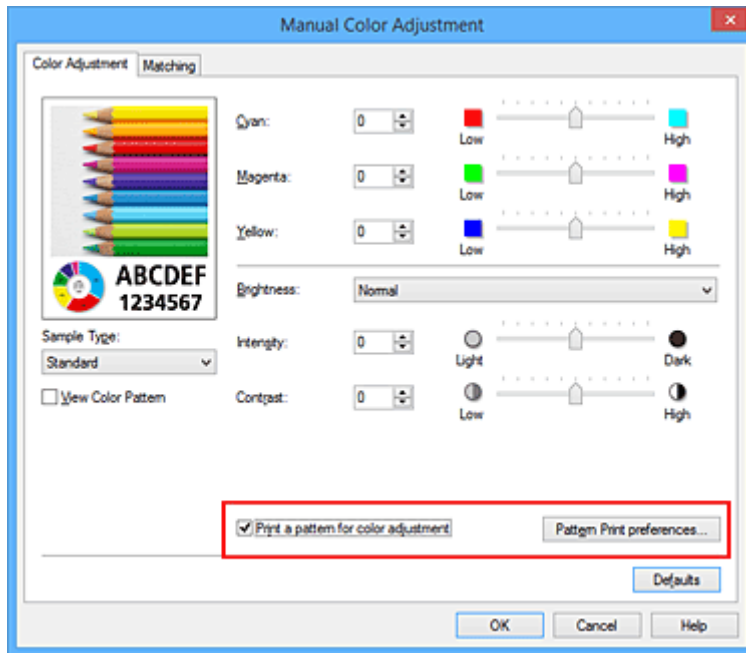 Manual Color Adjustment
Color Adjustment Matching
Cyan: 0 Low High
Magenta: 0 Low High
Yellow: 0 Low High
ABCDEF
1234567
Brightness: Normal
Sample Type:
Standard
Intensity: 0 Light Dark
View Color Pattern
Contrast: 0 Low High
Print a pattern for color adjustment Pattern Print preferences...
Defaults
OK Cancel Help